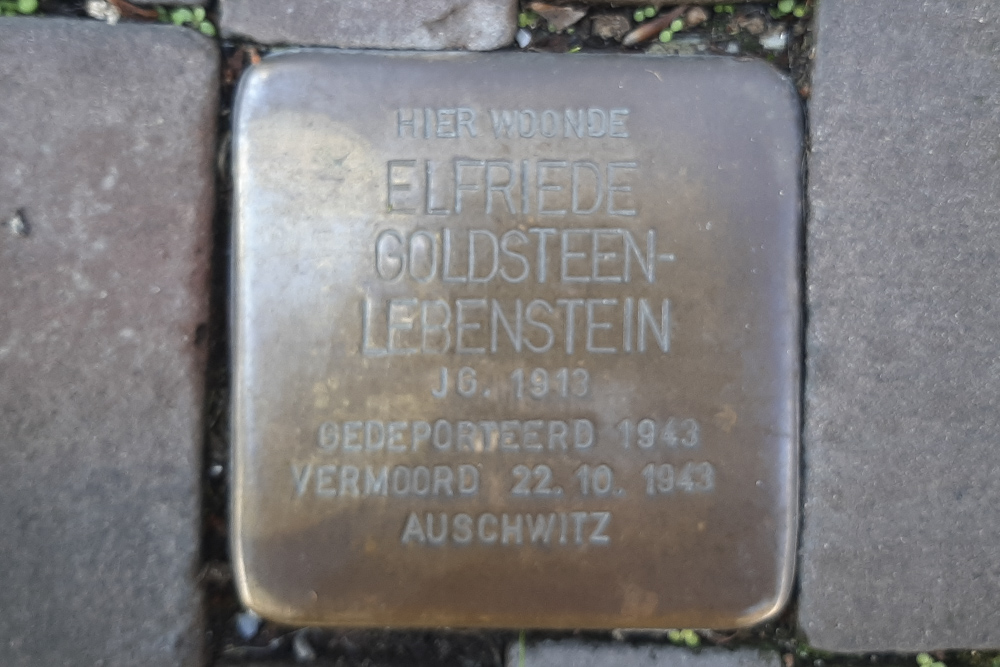 HIER WOONDE
ELFRIEDE
GOLDSTEEN-
LEBENSTEIN
JG. 1913
GEDEPORTEERD 1943
VERMOORD 22. 10. 1943
AUSCHWITZ